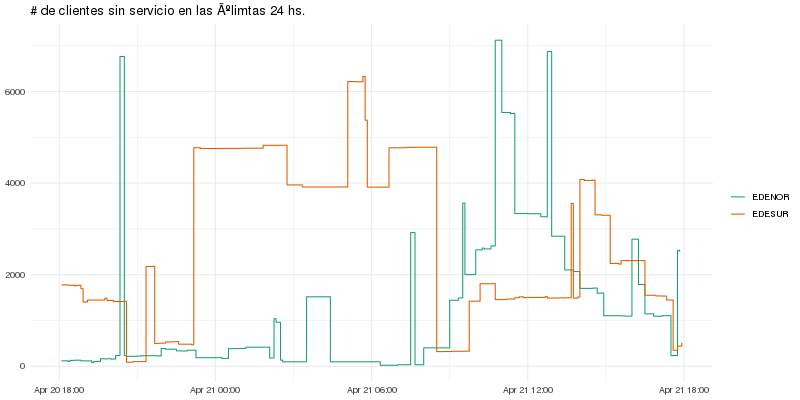 # de clientes sin servicio en las Ãºlimtas 24 hs.
6000
4000
2000
0
Apr 20 18:00
Apr 21 00:00
Apr 21 06:00
Apr 21 12:00
Apr 21 18:00
EDENOR
EDESUR